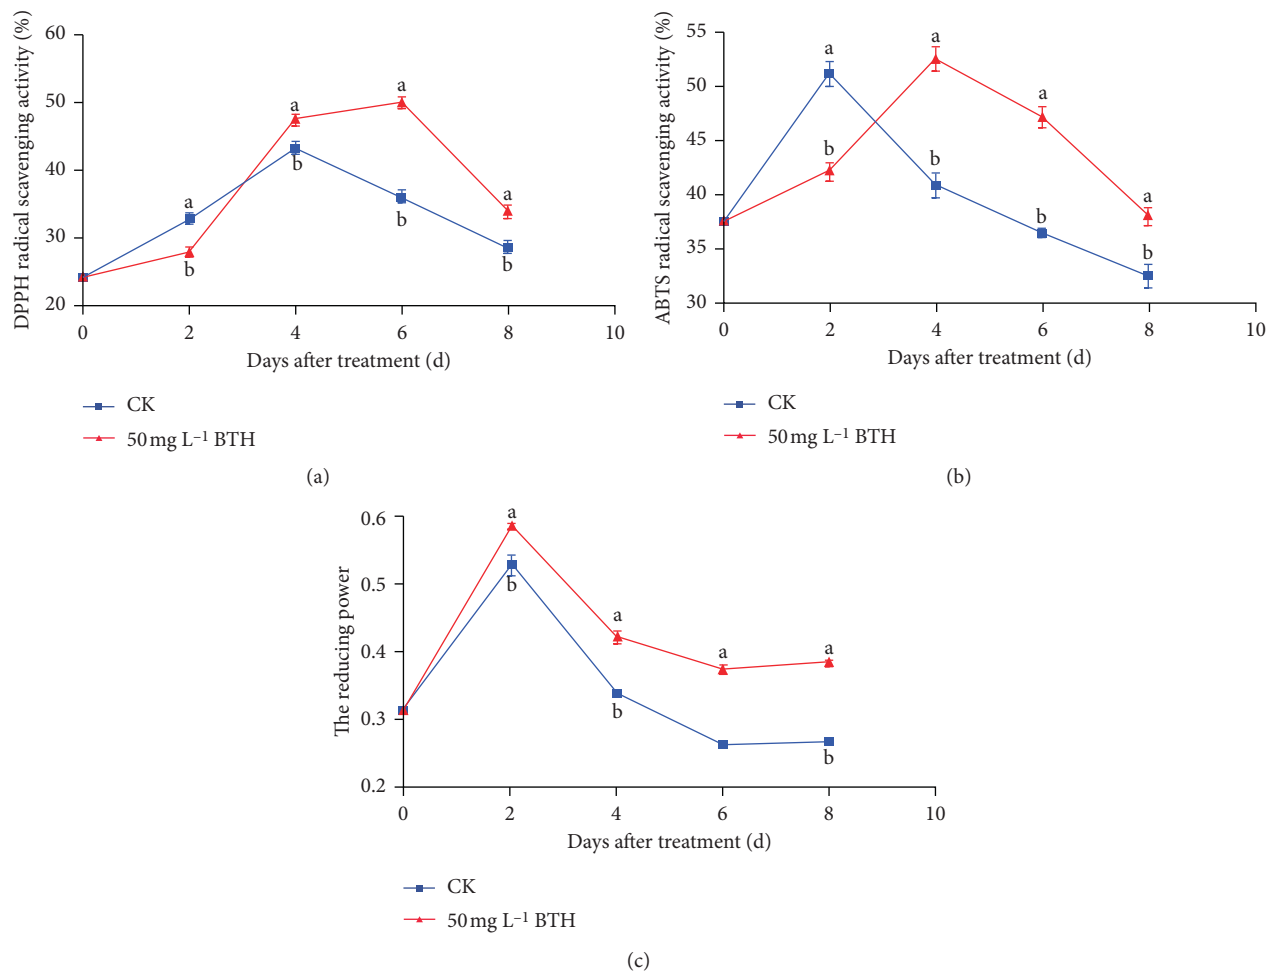 DPPH radical scavenging activity (%)
60
50
40
30
20
a
b
a
b
a
b
a
b
0 2 4 6 8 10
Days after treatment (d)
CK
50 mg L⁻¹ BTH
(a)
ABTS radical scavenging activity (%)
55
50
45
40
35
30
a
b
a
b
a
b
a
b
0 2 4 6 8 10
Days after treatment (d)
CK
50 mg L⁻¹ BTH
(b)
The reducing power
0.6
0.5
0.4
0.3
0.2
a
b
a
b
a
a
b
0 2 4 6 8 10
Days after treatment (d)
CK
50 mg L⁻¹ BTH
(c)